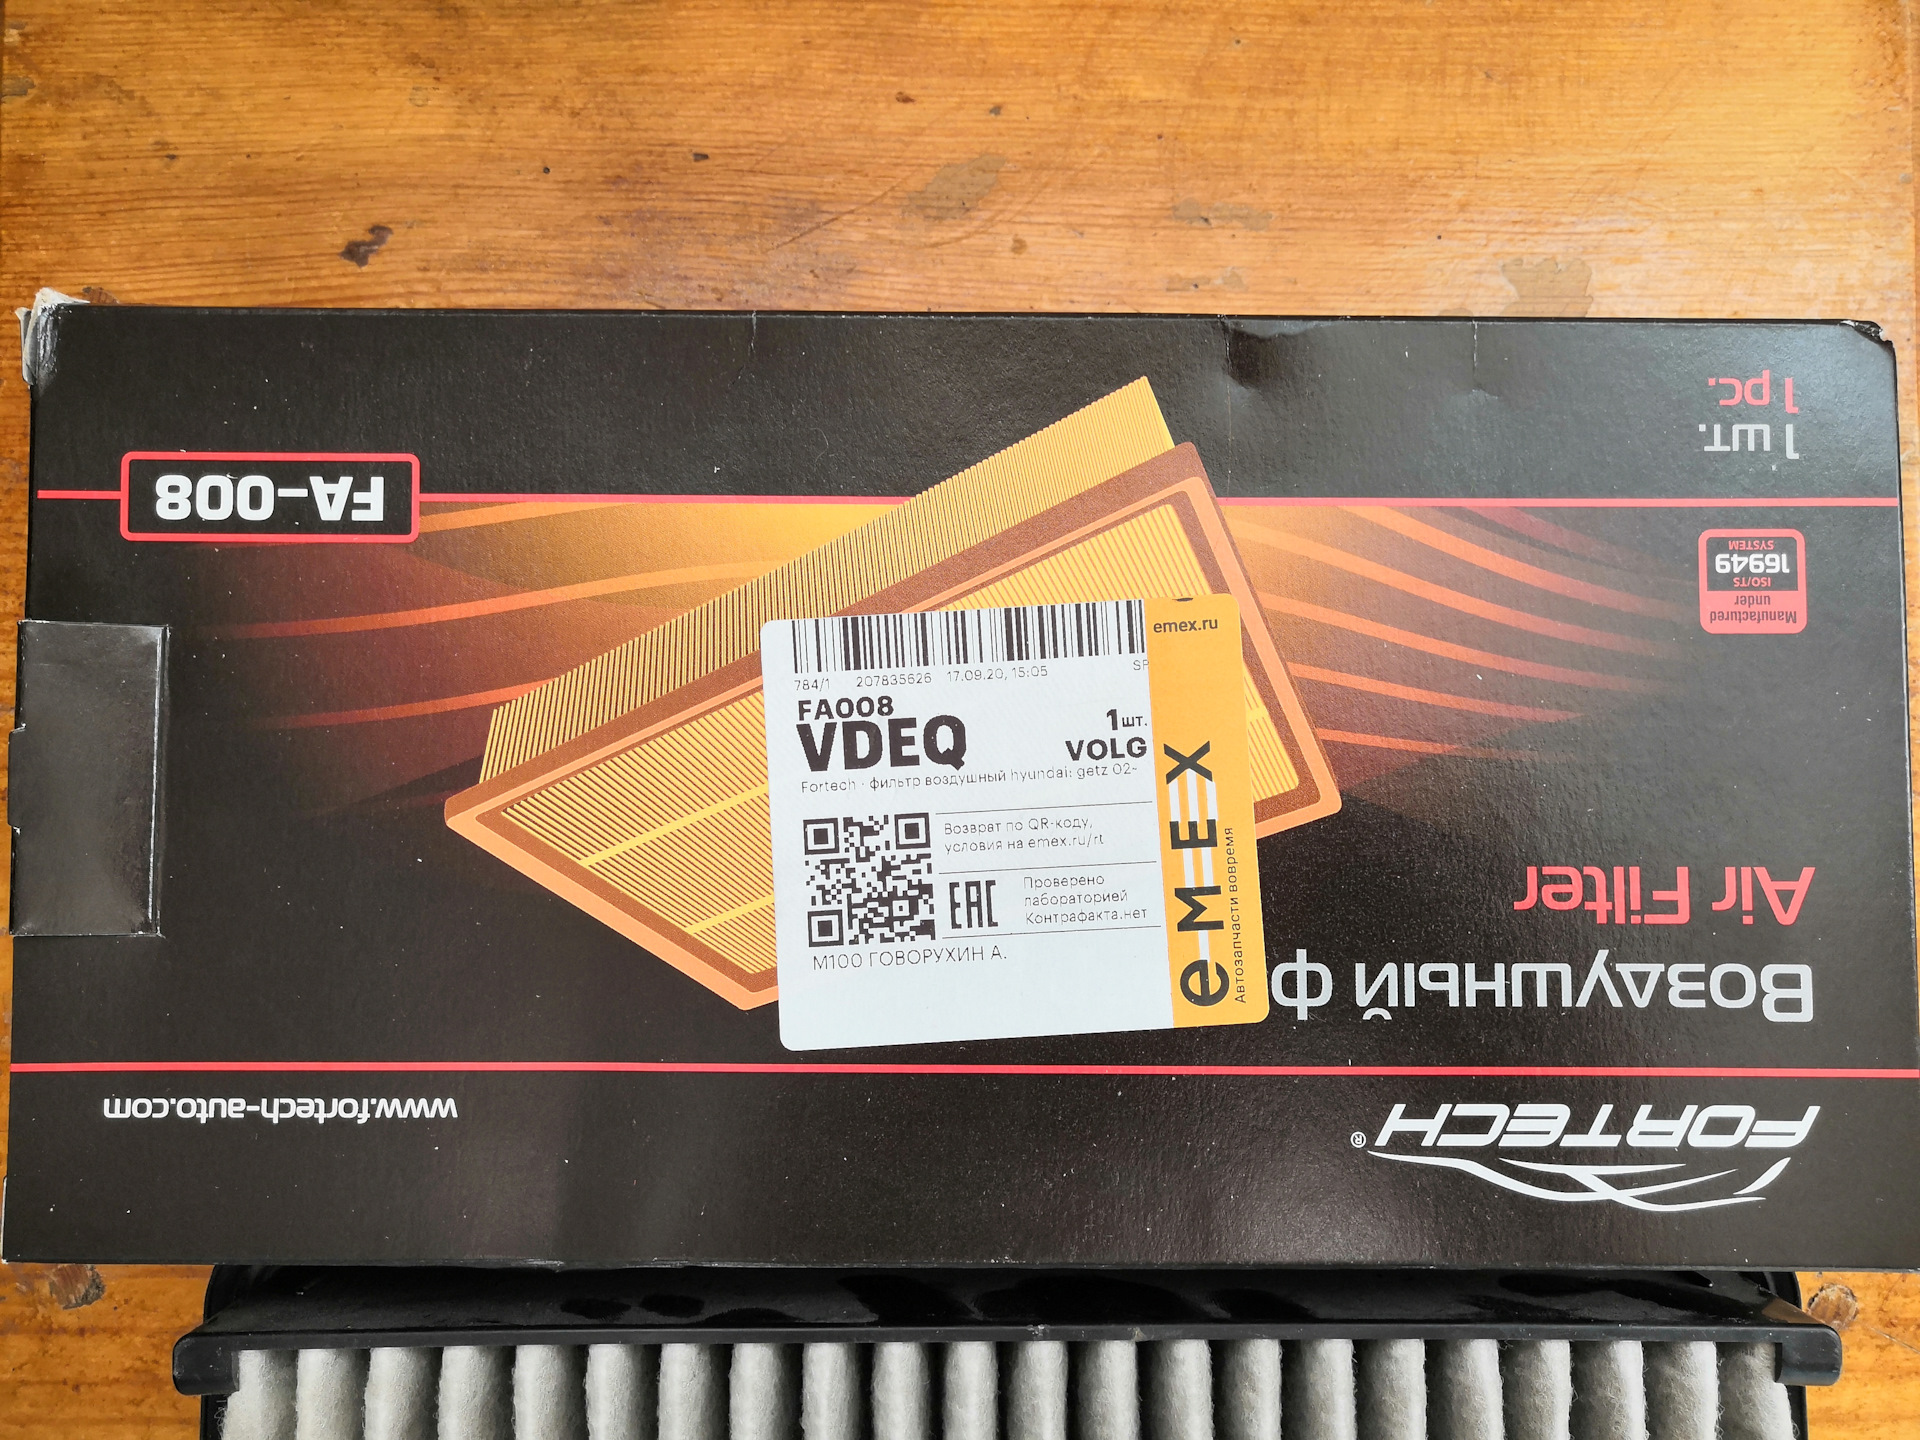 1 шт.
1 pc.
FA-008
Manufactured
under
ISO/TS
16949
SYSTEM
Air Filter
Воздушный ф
FORTECH®
www.fortech-auto.com
emex.ru
784/1 207835626 17.09.20, 15:05 SP
FA008
VDEQ
1шт.
VOLG
Fortech · фильтр воздушный hyundai: getz 02~
Возврат по QR-коду,
условия на emex.ru/rt
EAC
Проверено
лабораторией
Контрафакта.нет
М100 ГОВОРУХИН А.
eMEX
Автозапчасти вовремя